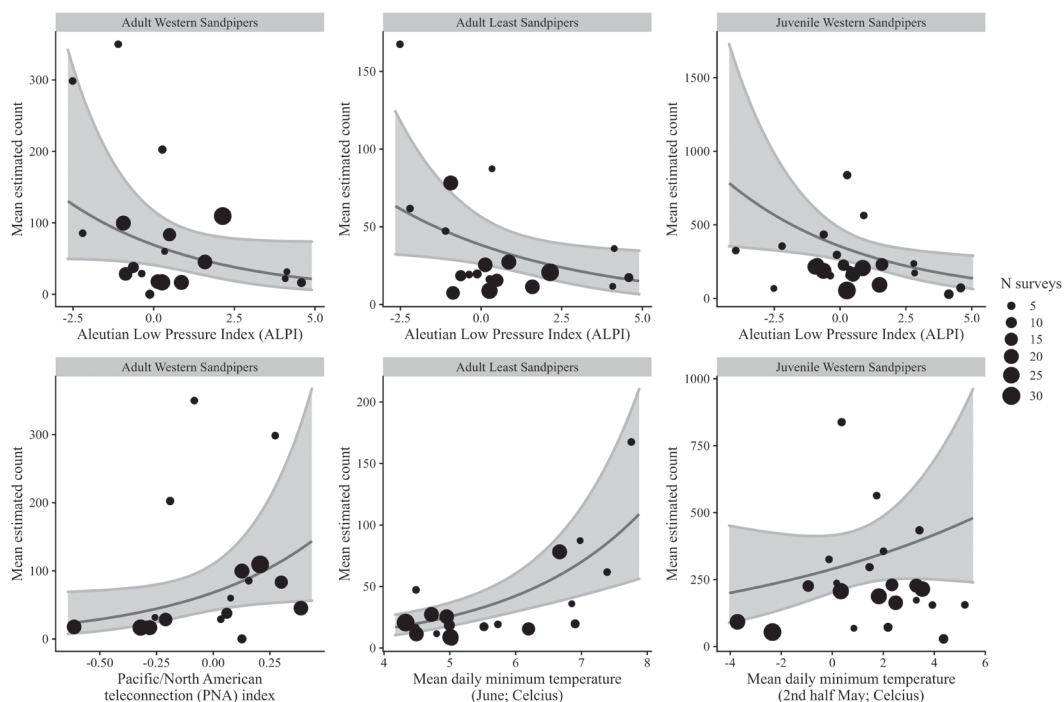 Adult Western Sandpipers
Adult Least Sandpipers
Juvenile Western Sandpipers
Mean estimated count
300
200
100
0
-2.5
0.0
2.5
5.0
Aleutian Low Pressure Index (ALPI)
Mean estimated count
150
100
50
0
-2.5
0.0
2.5
5.0
Aleutian Low Pressure Index (ALPI)
Mean estimated count
1500
1000
500
0
-2.5
0.0
2.5
5.0
Aleutian Low Pressure Index (ALPI)
N surveys
5
10
15
20
25
30
Adult Western Sandpipers
Adult Least Sandpipers
Juvenile Western Sandpipers
Mean estimated count
300
200
100
0
-0.50
-0.25
0.00
0.25
Pacific/North American
teleconnection (PNA) index
Mean estimated count
200
150
100
50
0
4
5
6
7
8
Mean daily minimum temperature
(June; Celcius)
Mean estimated count
1000
750
500
250
0
-4
-2
0
2
4
6
Mean daily minimum temperature
(2nd half May; Celcius)